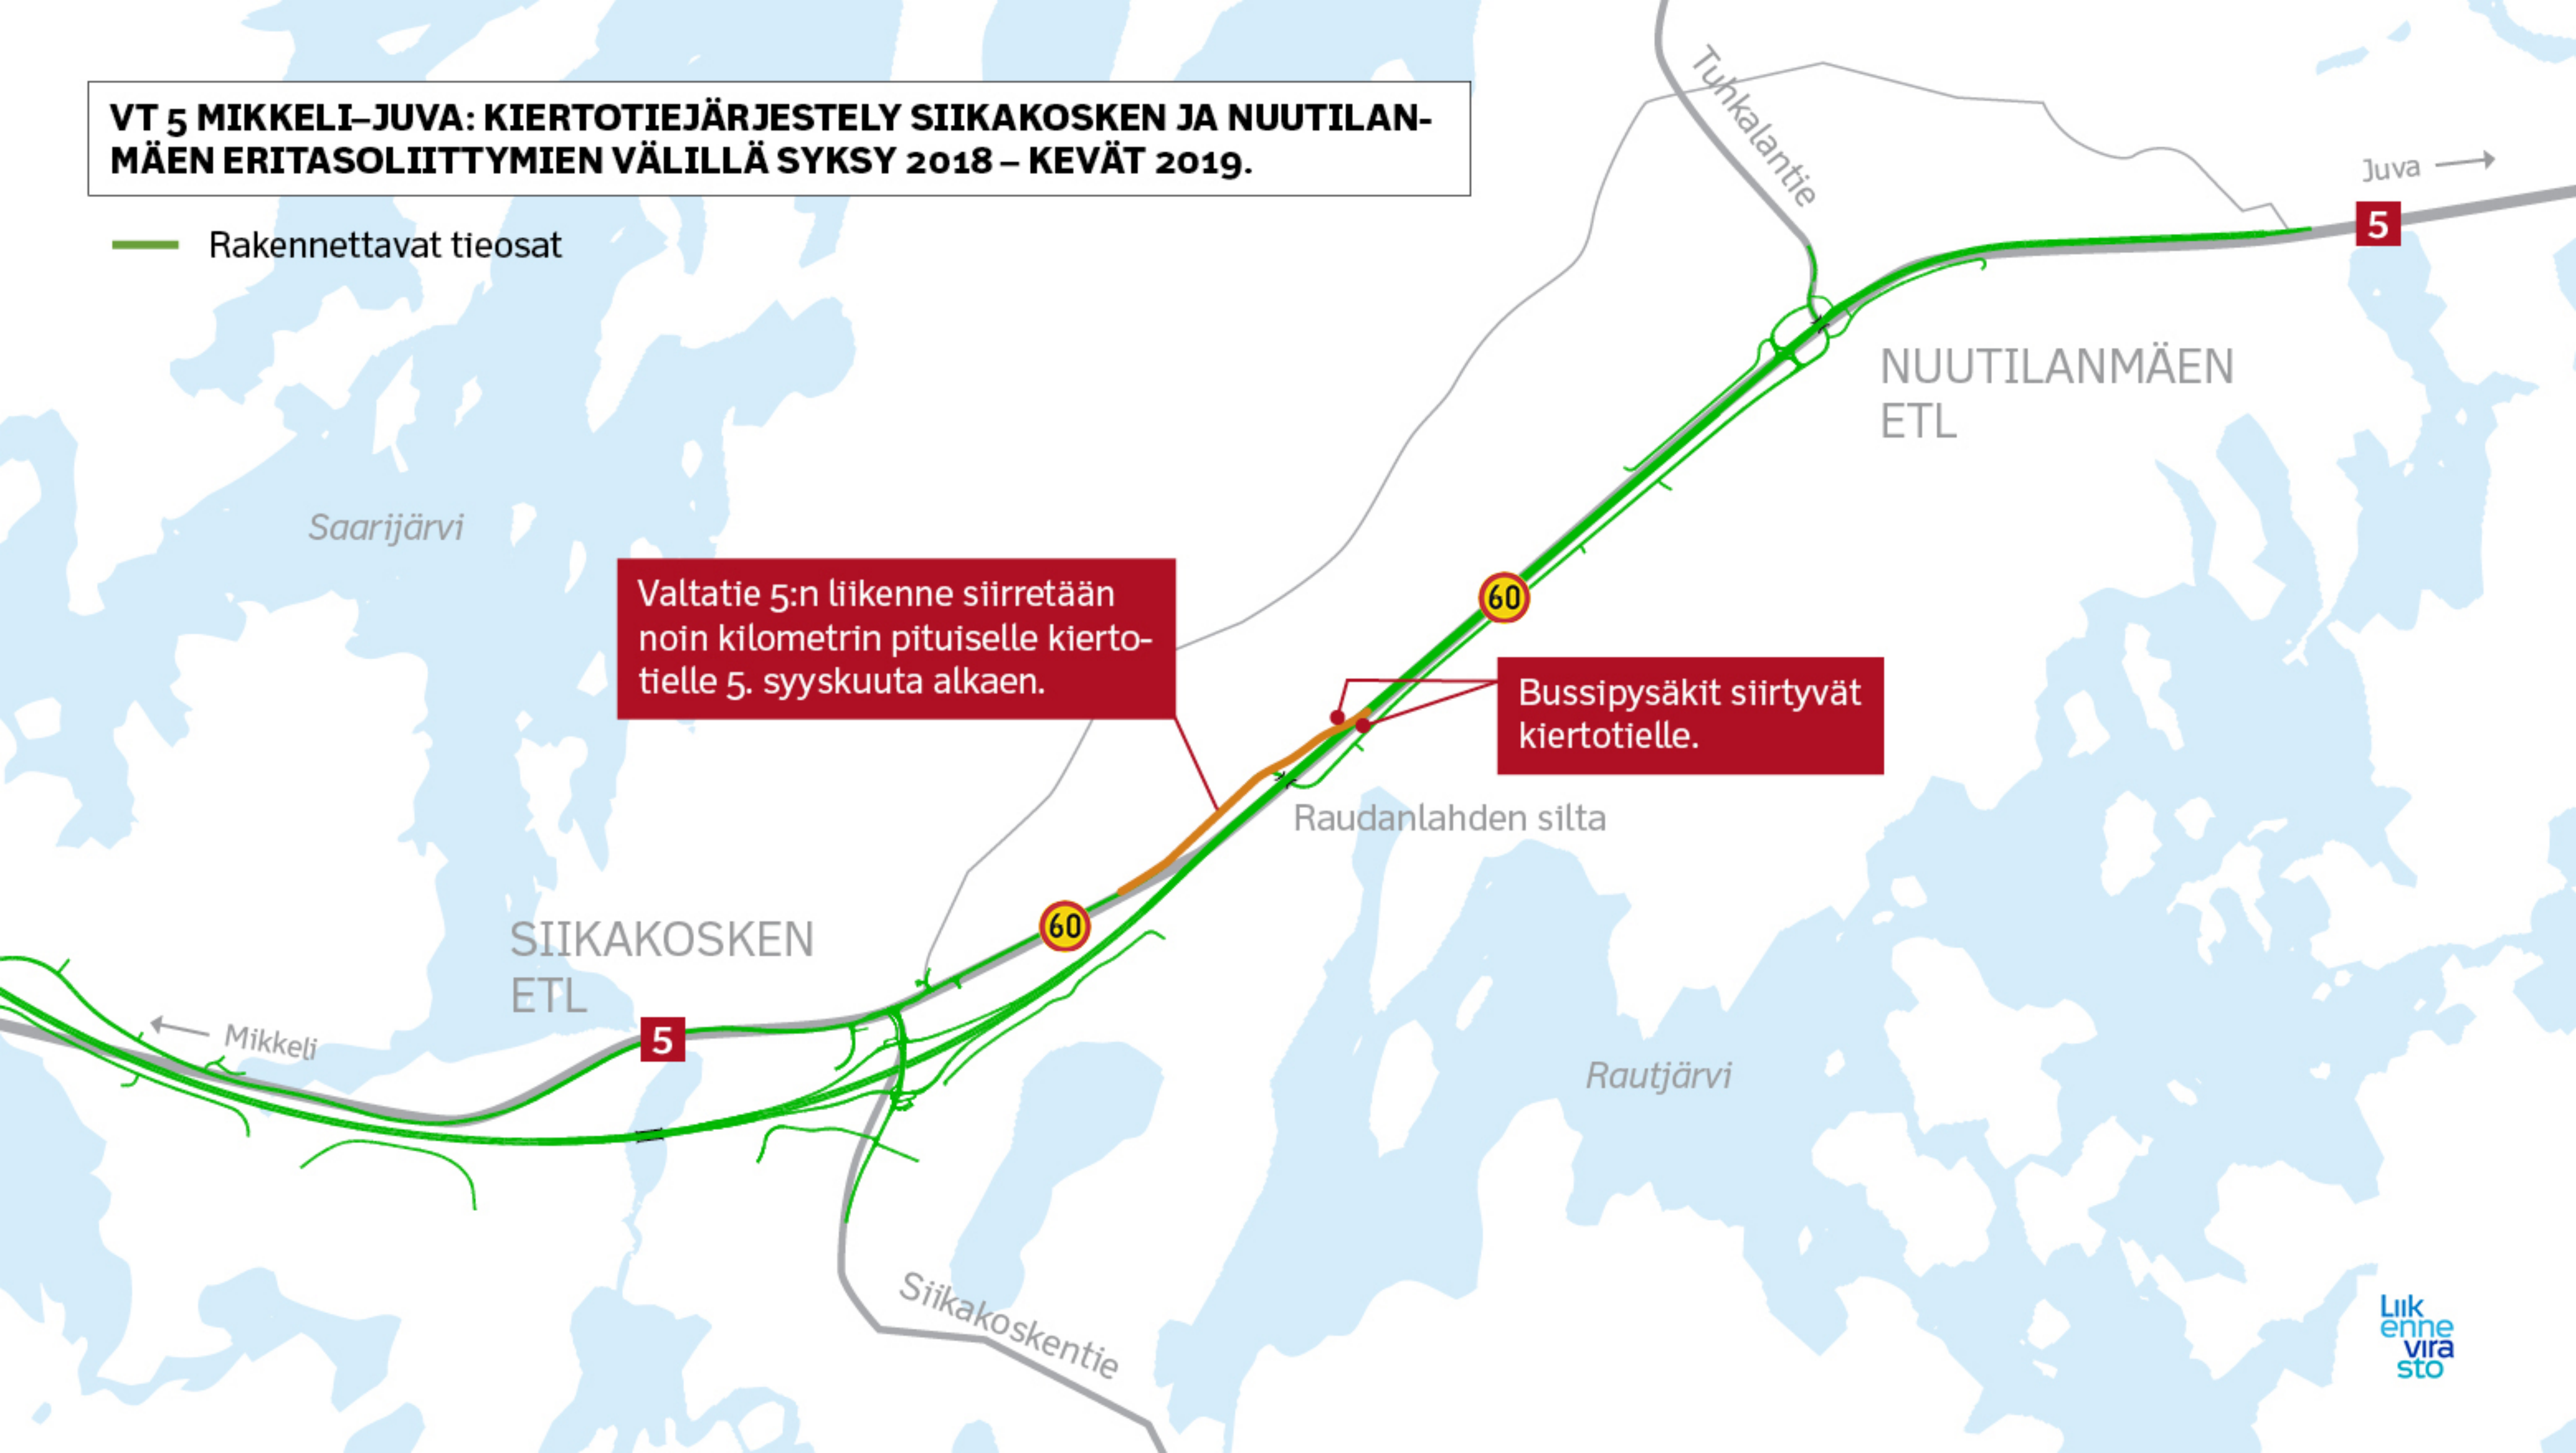 VT 5 MIKKELI–JUVA: KIERTOTIEJÄRJESTELY SIIKAKOSKEN JA NUUTILAN-
MÄEN ERITASOLIITTYMIEN VÄLILLÄ SYKSY 2018 – KEVÄT 2019.
Rakennettavat tieosat
Tuhkalantie
Juva
5
NUUTILANMÄEN
ETL
Saarijärvi
Valtatie 5:n liikenne siirretään
noin kilometrin pituiselle kierto-
tielle 5. syyskuuta alkaen.
60
Bussipysäkit siirtyvät
kiertotielle.
Raudanlahden silta
60
SIIKAKOSKEN
ETL
Mikkeli
5
Rautjärvi
Siikakoskentie
Liik
enne
vira
sto